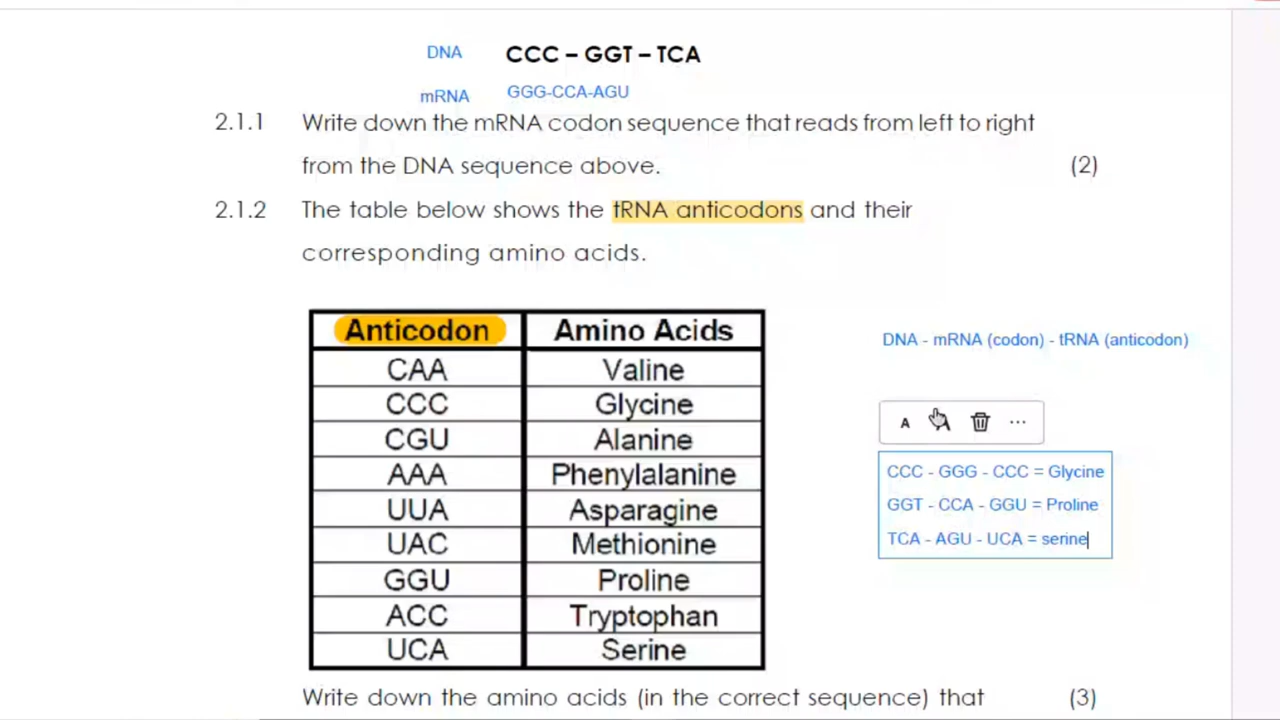 DNA CCC – GGT – TCA
mRNA GGG-CCA-AGU
2.1.1 Write down the mRNA codon sequence that reads from left to right
from the DNA sequence above. (2)
2.1.2 The table below shows the tRNA anticodons and their
corresponding amino acids.
Anticodon Amino Acids
CAA Valine
CCC Glycine
CGU Alanine
AAA Phenylalanine
UUA Asparagine
UAC Methionine
GGU Proline
ACC Tryptophan
UCA Serine
DNA - mRNA (codon) - tRNA (anticodon)
A
CCC - GGG - CCC = Glycine
GGT - CCA - GGU = Proline
TCA - AGU - UCA = serine
Write down the amino acids (in the correct sequence) that (3)